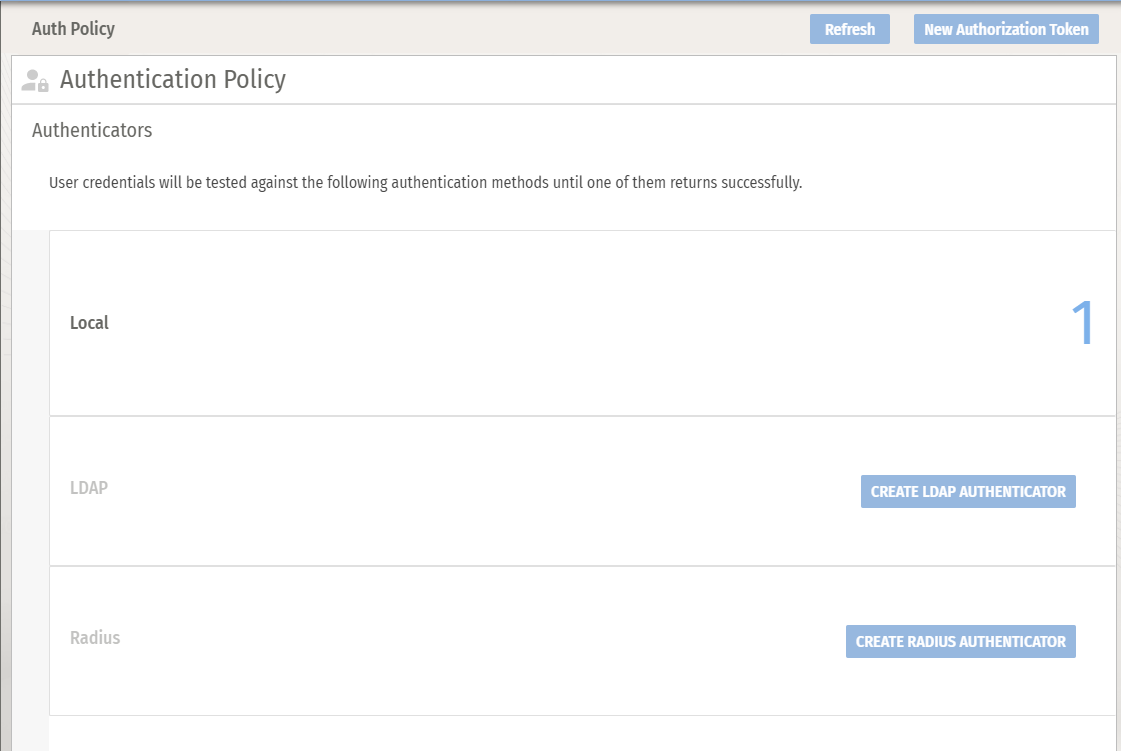 Auth Policy
Refresh
New Authorization Token
Authentication Policy
Authenticators
User credentials will be tested against the following authentication methods until one of them returns successfully.
Local
1
LDAP
CREATE LDAP AUTHENTICATOR
Radius
CREATE RADIUS AUTHENTICATOR